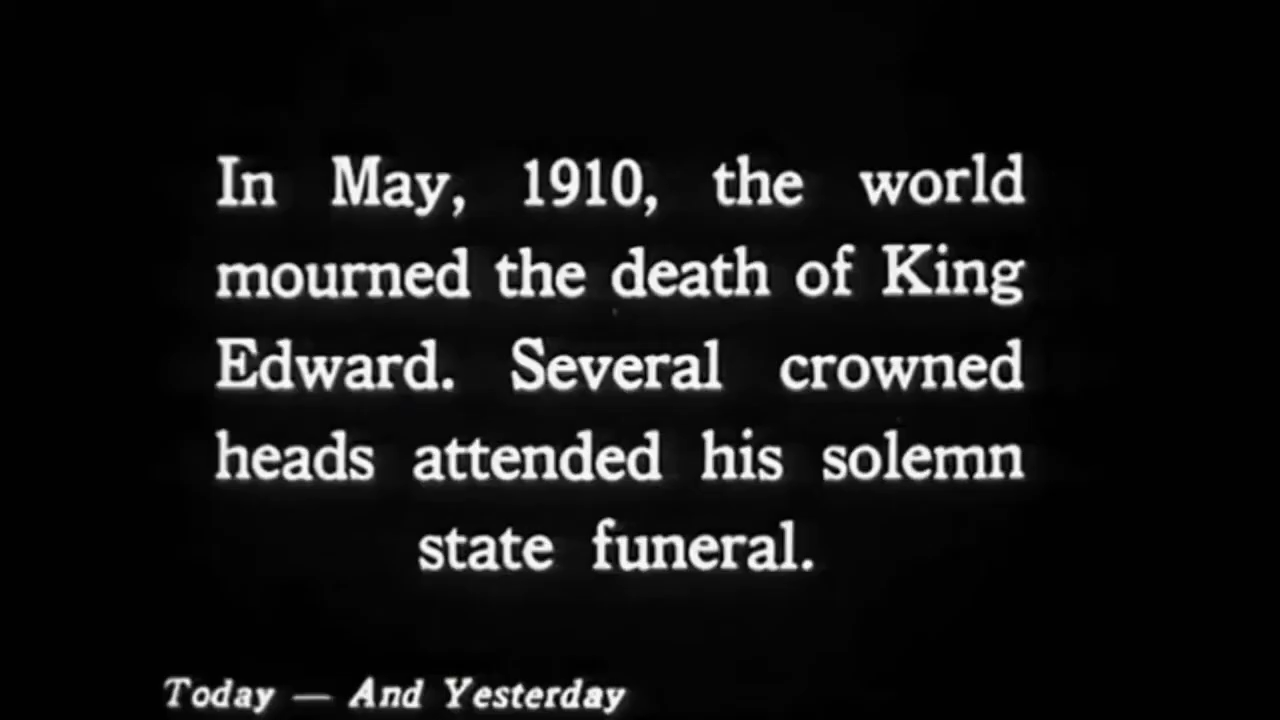 In May, 1910, the world
mourned the death of King
Edward. Several crowned
heads attended his solemn
state funeral.
Today — And Yesterday